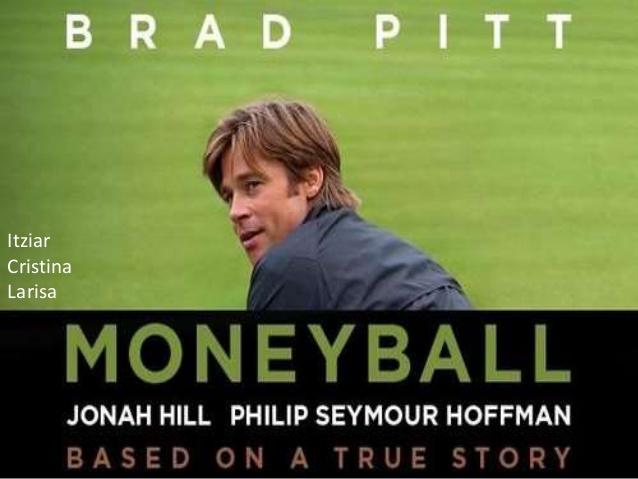 BRAD PITT
Itziar
Cristina
Larisa
MONEYBALL
JONAH HILL PHILIP SEYMOUR HOFFMAN
BASED ON A TRUE STORY